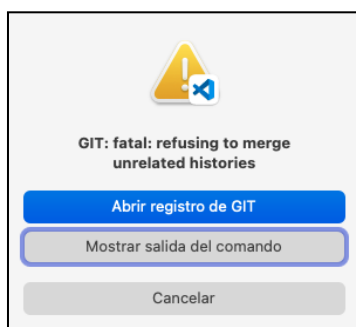 GIT: fatal: refusing to merge
unrelated histories
Abrir registro de GIT
Mostrar salida del comando
Cancelar